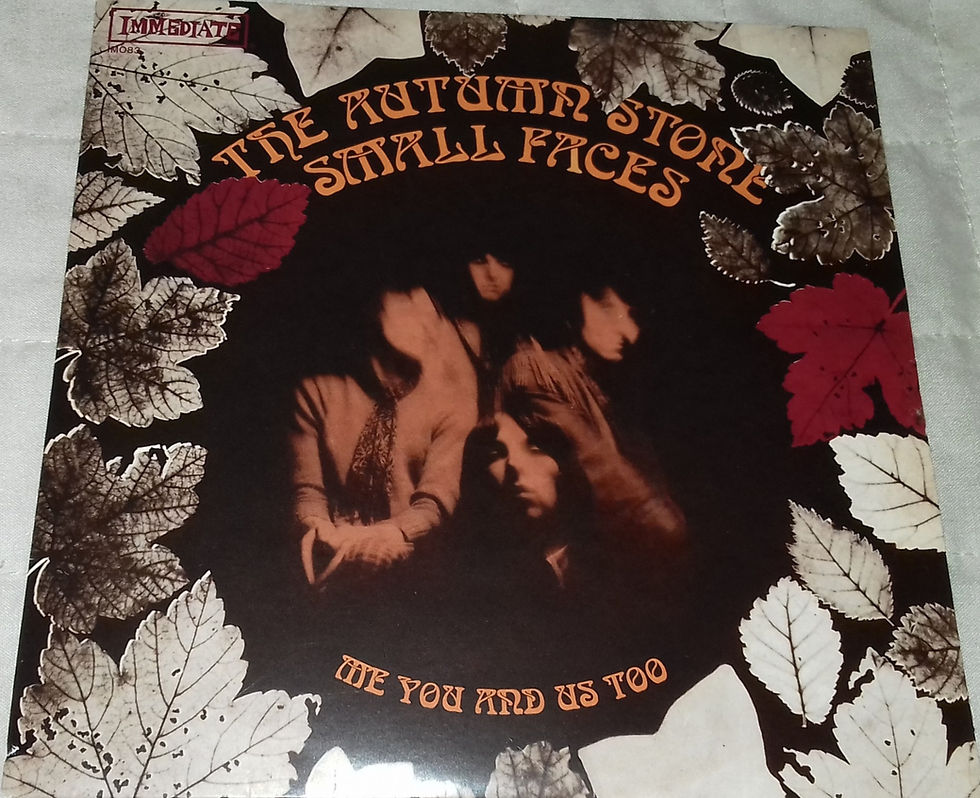 IMMEDIATE
IM083
THE AUTUMN STONE
SMALL FACES
ME YOU AND US TOO